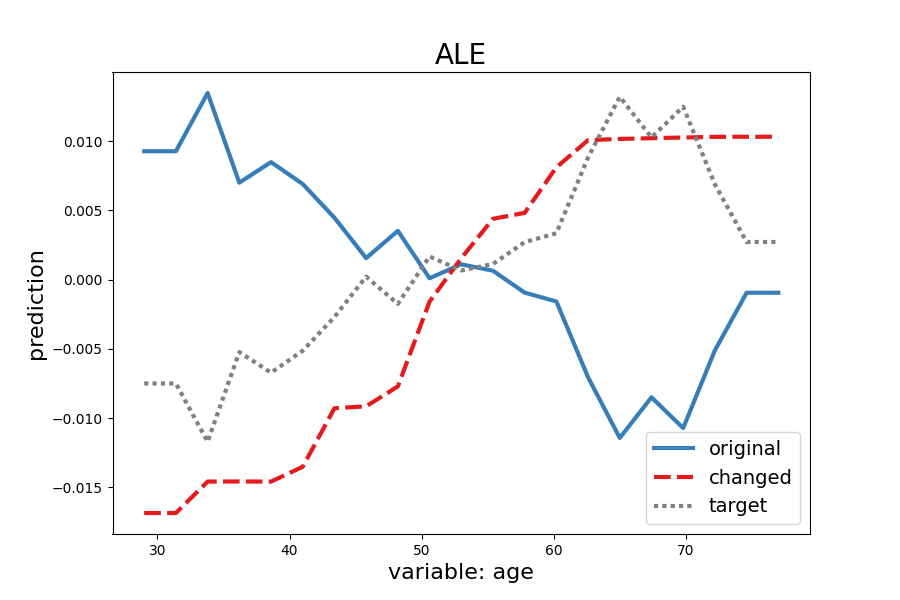 ALE
prediction
0.010
0.005
0.000
−0.005
−0.010
−0.015
30 40 50 60 70
variable: age
original
changed
target